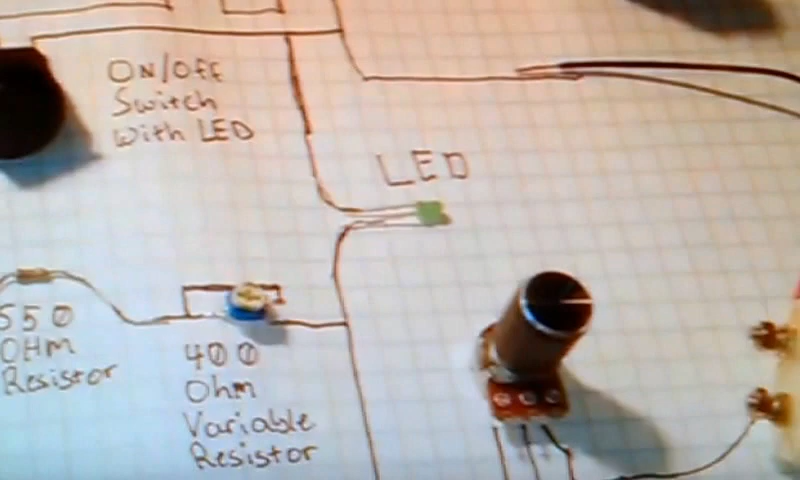 ON/OFF
Switch
with LED
LED
550
OHM
Resistor
400
Ohm
Variable
Resistor